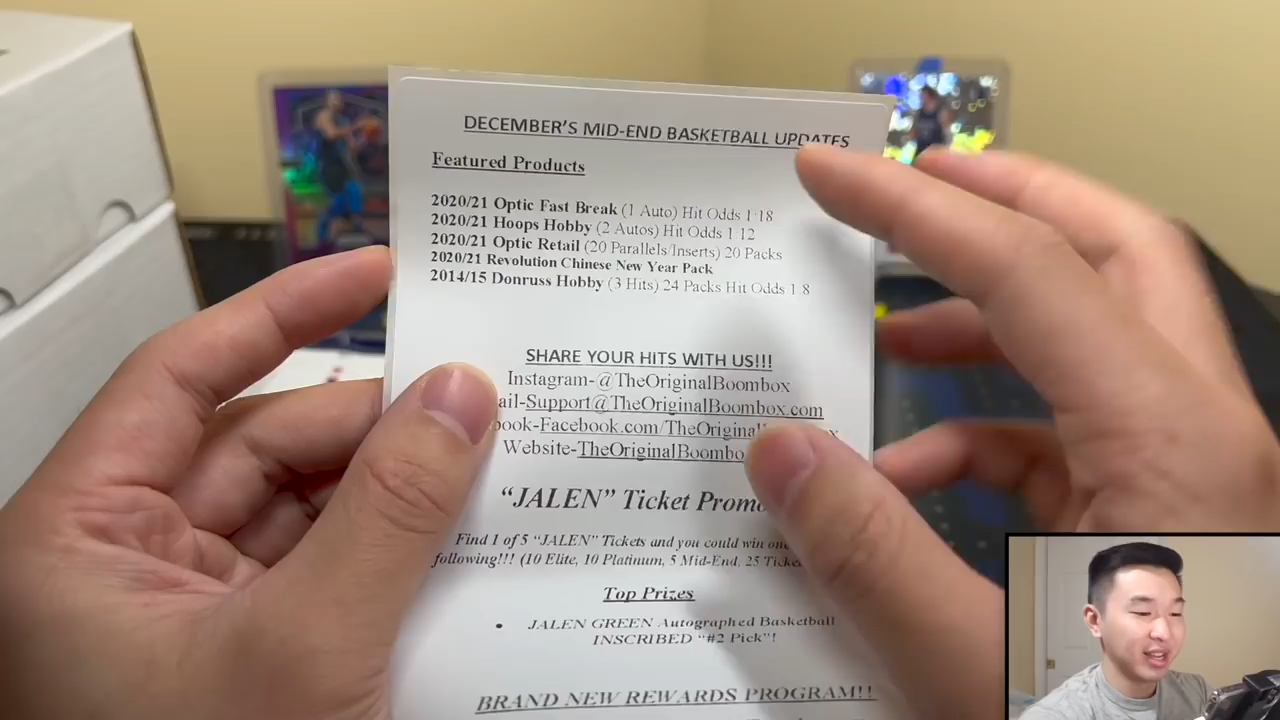 DECEMBER'S MID-END BASKETBALL UPDATES
Featured Products
2020/21 Optic Fast Break (1 Auto) Hit Odds 1:18
2020/21 Hoops Hobby (2 Autos) Hit Odds 1:12
2020/21 Optic Retail (20 Parallels/Inserts) 20 Packs
2020/21 Revolution Chinese New Year Pack
2014/15 Donruss Hobby (3 Hits) 24 Packs Hit Odds 1:8
SHARE YOUR HITS WITH US!!!
Instagram-@TheOriginalBoombox
ail-Support@TheOriginalBoombox.com
ook-Facebook.com/TheOriginal
Website-TheOriginalBoombo
"JALEN" Ticket Promo
Find 1 of 5 "JALEN" Tickets and you could win one
following!!! (10 Elite, 10 Platinum, 5 Mid-End, 25 Ticke
Top Prizes
• JALEN GREEN Autographed Basketball
INSCRIBED "#2 Pick"!
BRAND NEW REWARDS PROGRAM!!